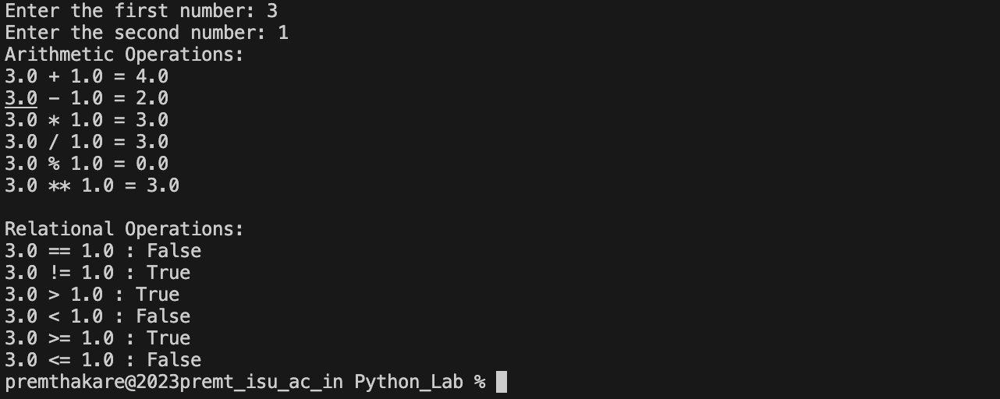 Enter the first number: 3
Enter the second number: 1
Arithmetic Operations:
3.0 + 1.0 = 4.0
3.0 - 1.0 = 2.0
3.0 * 1.0 = 3.0
3.0 / 1.0 = 3.0
3.0 % 1.0 = 0.0
3.0 ** 1.0 = 3.0

Relational Operations:
3.0 == 1.0 : False
3.0 != 1.0 : True
3.0 > 1.0 : True
3.0 < 1.0 : False
3.0 >= 1.0 : True
3.0 <= 1.0 : False
premthakare@2023premt_isu_ac_in Python_Lab %